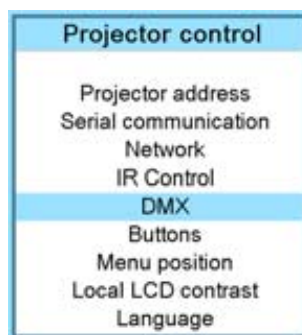 Projector control
Projector address
Serial communication
Network
IR Control
DMX
Buttons
Menu position
Local LCD contrast
Language